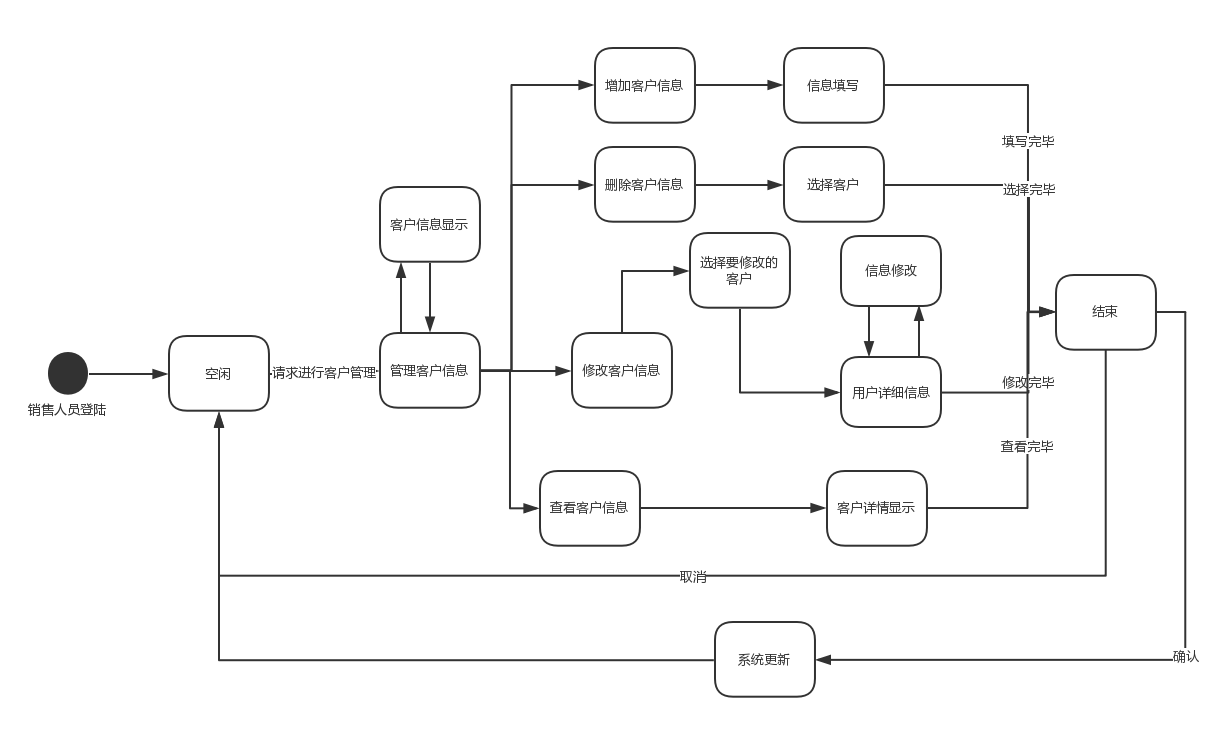 增加客户信息
信息填写
填写完毕
删除客户信息
选择客户
选择完毕
客户信息显示
选择要修改的
客户
信息修改
结束
空闲
请求进行客户管理
管理客户信息
修改客户信息
用户详细信息
修改完毕
销售人员登陆
查看完毕
查看客户信息
客户详情显示
取消
系统更新
确认